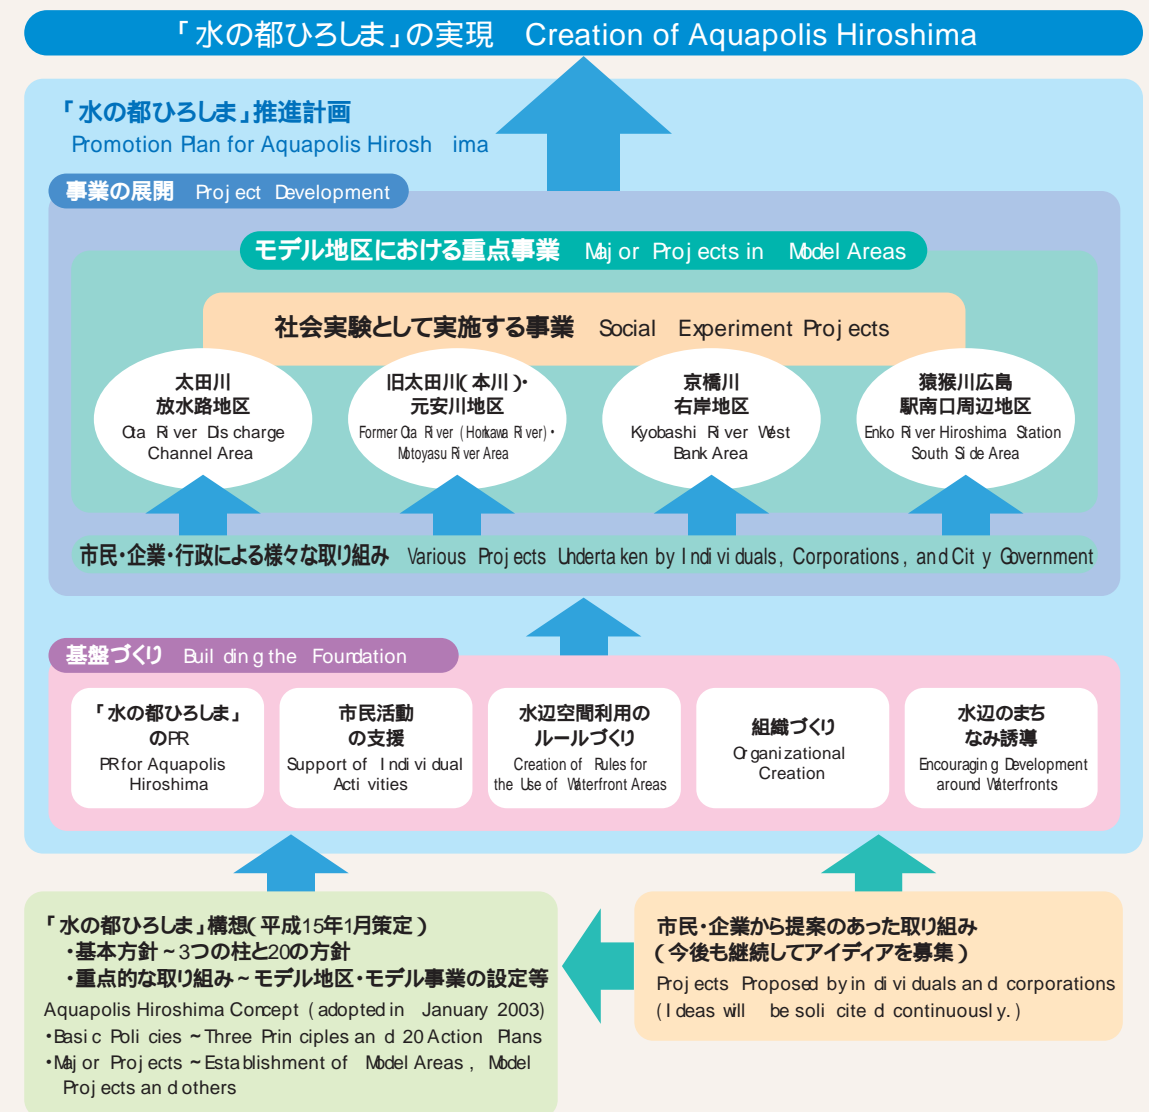 「水の都ひろしま」の実現 Creation of Aquapolis Hiroshima
「水の都ひろしま」推進計画
Promotion Plan for Aquapolis Hiroshima
事業の展開 Project Development
モデル地区における重点事業 Major Projects in Model Areas
社会実験として実施する事業 Social Experiment Projects
太田川
放水路地区
Ota River Discharge
Channel Area
旧太田川(本川)・
元安川地区
Former Ota River (Honkawa River)・
Motoyasu River Area
京橋川
右岸地区
Kyobashi River West
Bank Area
猿猴川広島
駅南口周辺地区
Enko River Hiroshima Station
South Side Area
市民・企業・行政による様々な取り組み Various Projects Undertaken by Individuals, Corporations, and City Government
基盤づくり Building the Foundation
「水の都ひろしま」
のPR
PR for Aquapolis
Hiroshima
市民活動
の支援
Support of Individual
Activities
水辺空間利用の
ルールづくり
Creation of Rules for
the Use of Waterfront Areas
組織づくり
Organizational
Creation
水辺のまち
なみ誘導
Encouraging Development
around Waterfronts
「水の都ひろしま」構想(平成15年1月策定)
・基本方針~3つの柱と20の方針
・重点的な取り組み~モデル地区・モデル事業の設定等
Aquapolis Hiroshima Concept (adopted in January 2003)
・Basic Policies ~ Three Principles and 20 Action Plans
・Major Projects ~ Establishment of Model Areas, Model
Projects and others
市民・企業から提案のあった取り組み
(今後も継続してアイディアを募集)
Projects Proposed by individuals and corporations
(Ideas will be solicited continuously.)